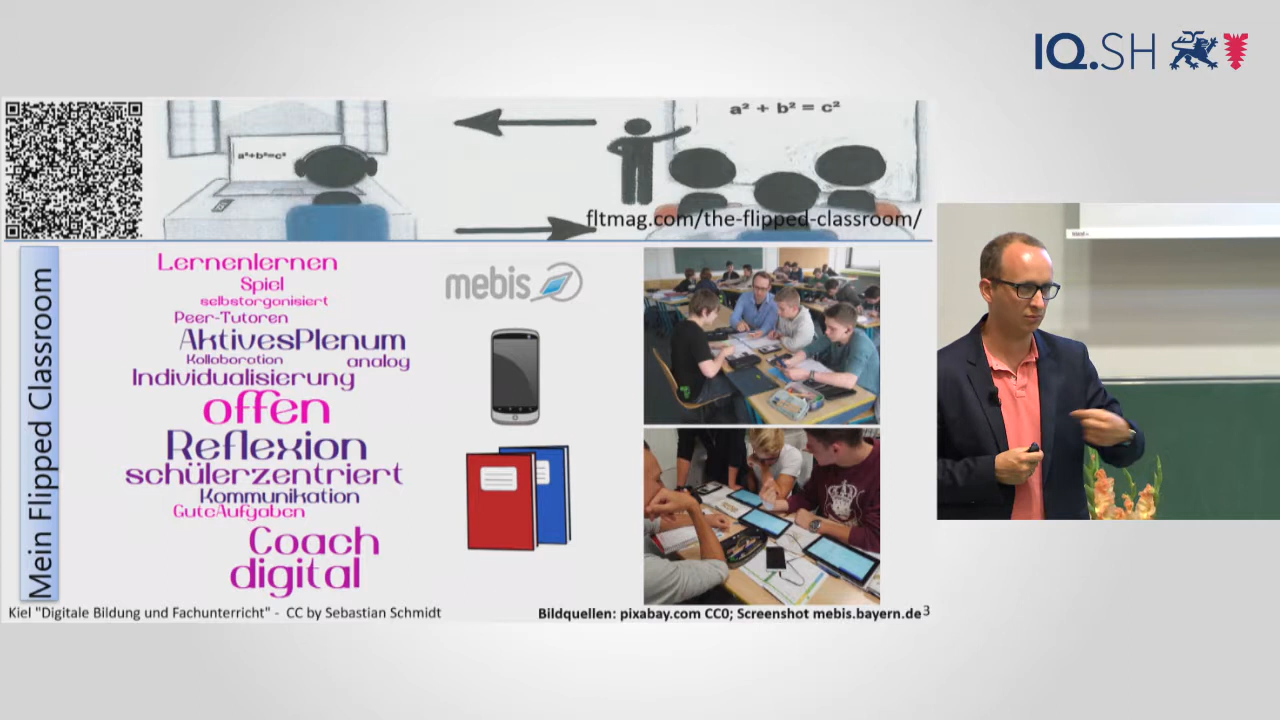 IQ.SH
a² + b² = c²
a²+b²=c²
fltmag.com/the-flipped-classroom/
Mein Flipped Classroom
Lernenlernen
Spiel
selbstorgonisiert
Peer-Tutoren
AktivesPlenum
Kollaboration
analog
Individualisierung
offen
Reflexion
schülerzentriert
Kommunikation
GuteAufgaben
Coach
digital
mebis
Kiel "Digitale Bildung und Fachunterricht" - CC by Sebastian Schmidt
Bildquellen: pixabay.com CC0; Screenshot mebis.bayern.de
3